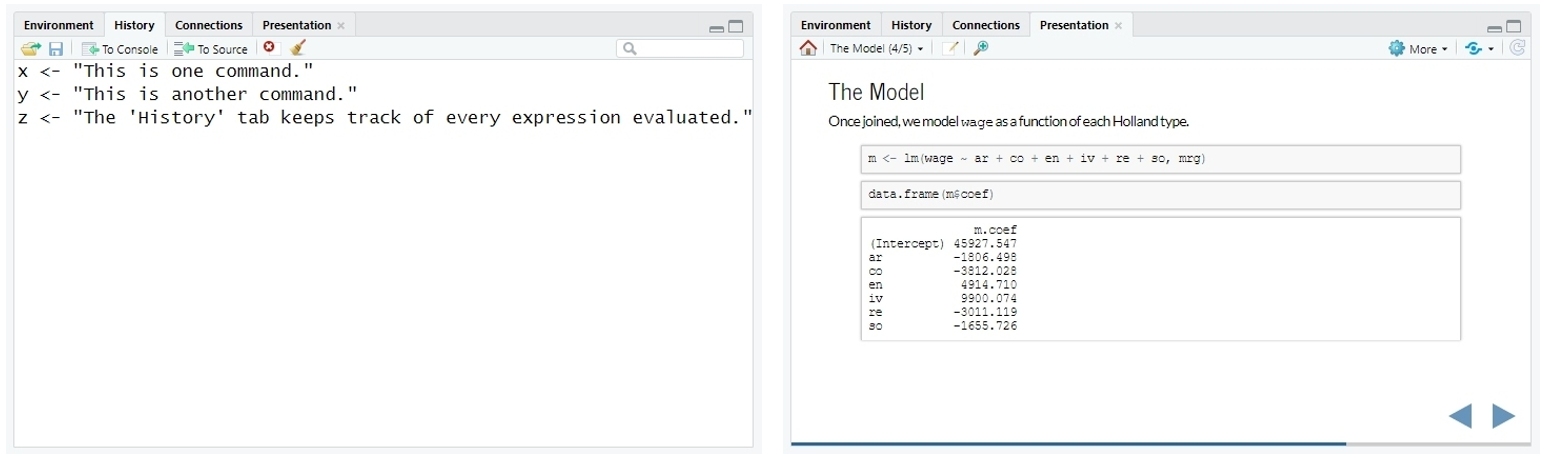 Environment History Connections Presentation
To Console To Source
x <- "This is one command."
y <- "This is another command."
z <- "The 'History' tab keeps track of every expression evaluated."
Environment History Connections Presentation
The Model (4/5) More
The Model
Once joined, we model wage as a function of each Holland type.
m <- lm(wage ~ ar + co + en + iv + re + so, mrg)
data.frame(m$coef)
m.coef
(Intercept) 45927.547
ar -1806.498
co -3812.028
en 4914.710
iv 9900.074
re -3011.119
so -1655.726